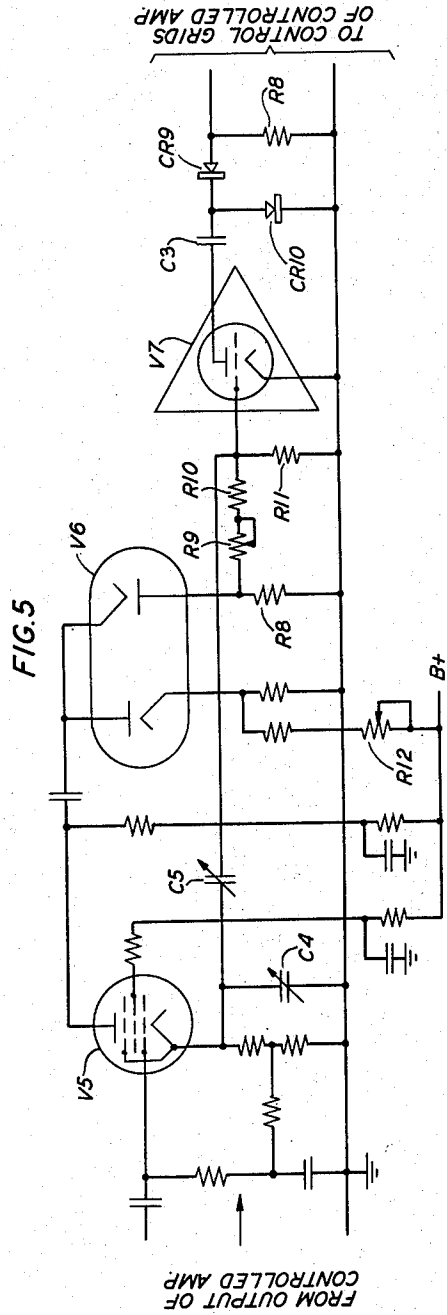 FIG.5
FROM OUTPUT OF
CONTROLLED AMP.
V5
C4
C5
V6
R12
B+
R8
R9
R10
R11
V7
C3
CR9
CR10
R8
TO CONTROL GRIDS
OF CONTROLLED AMP